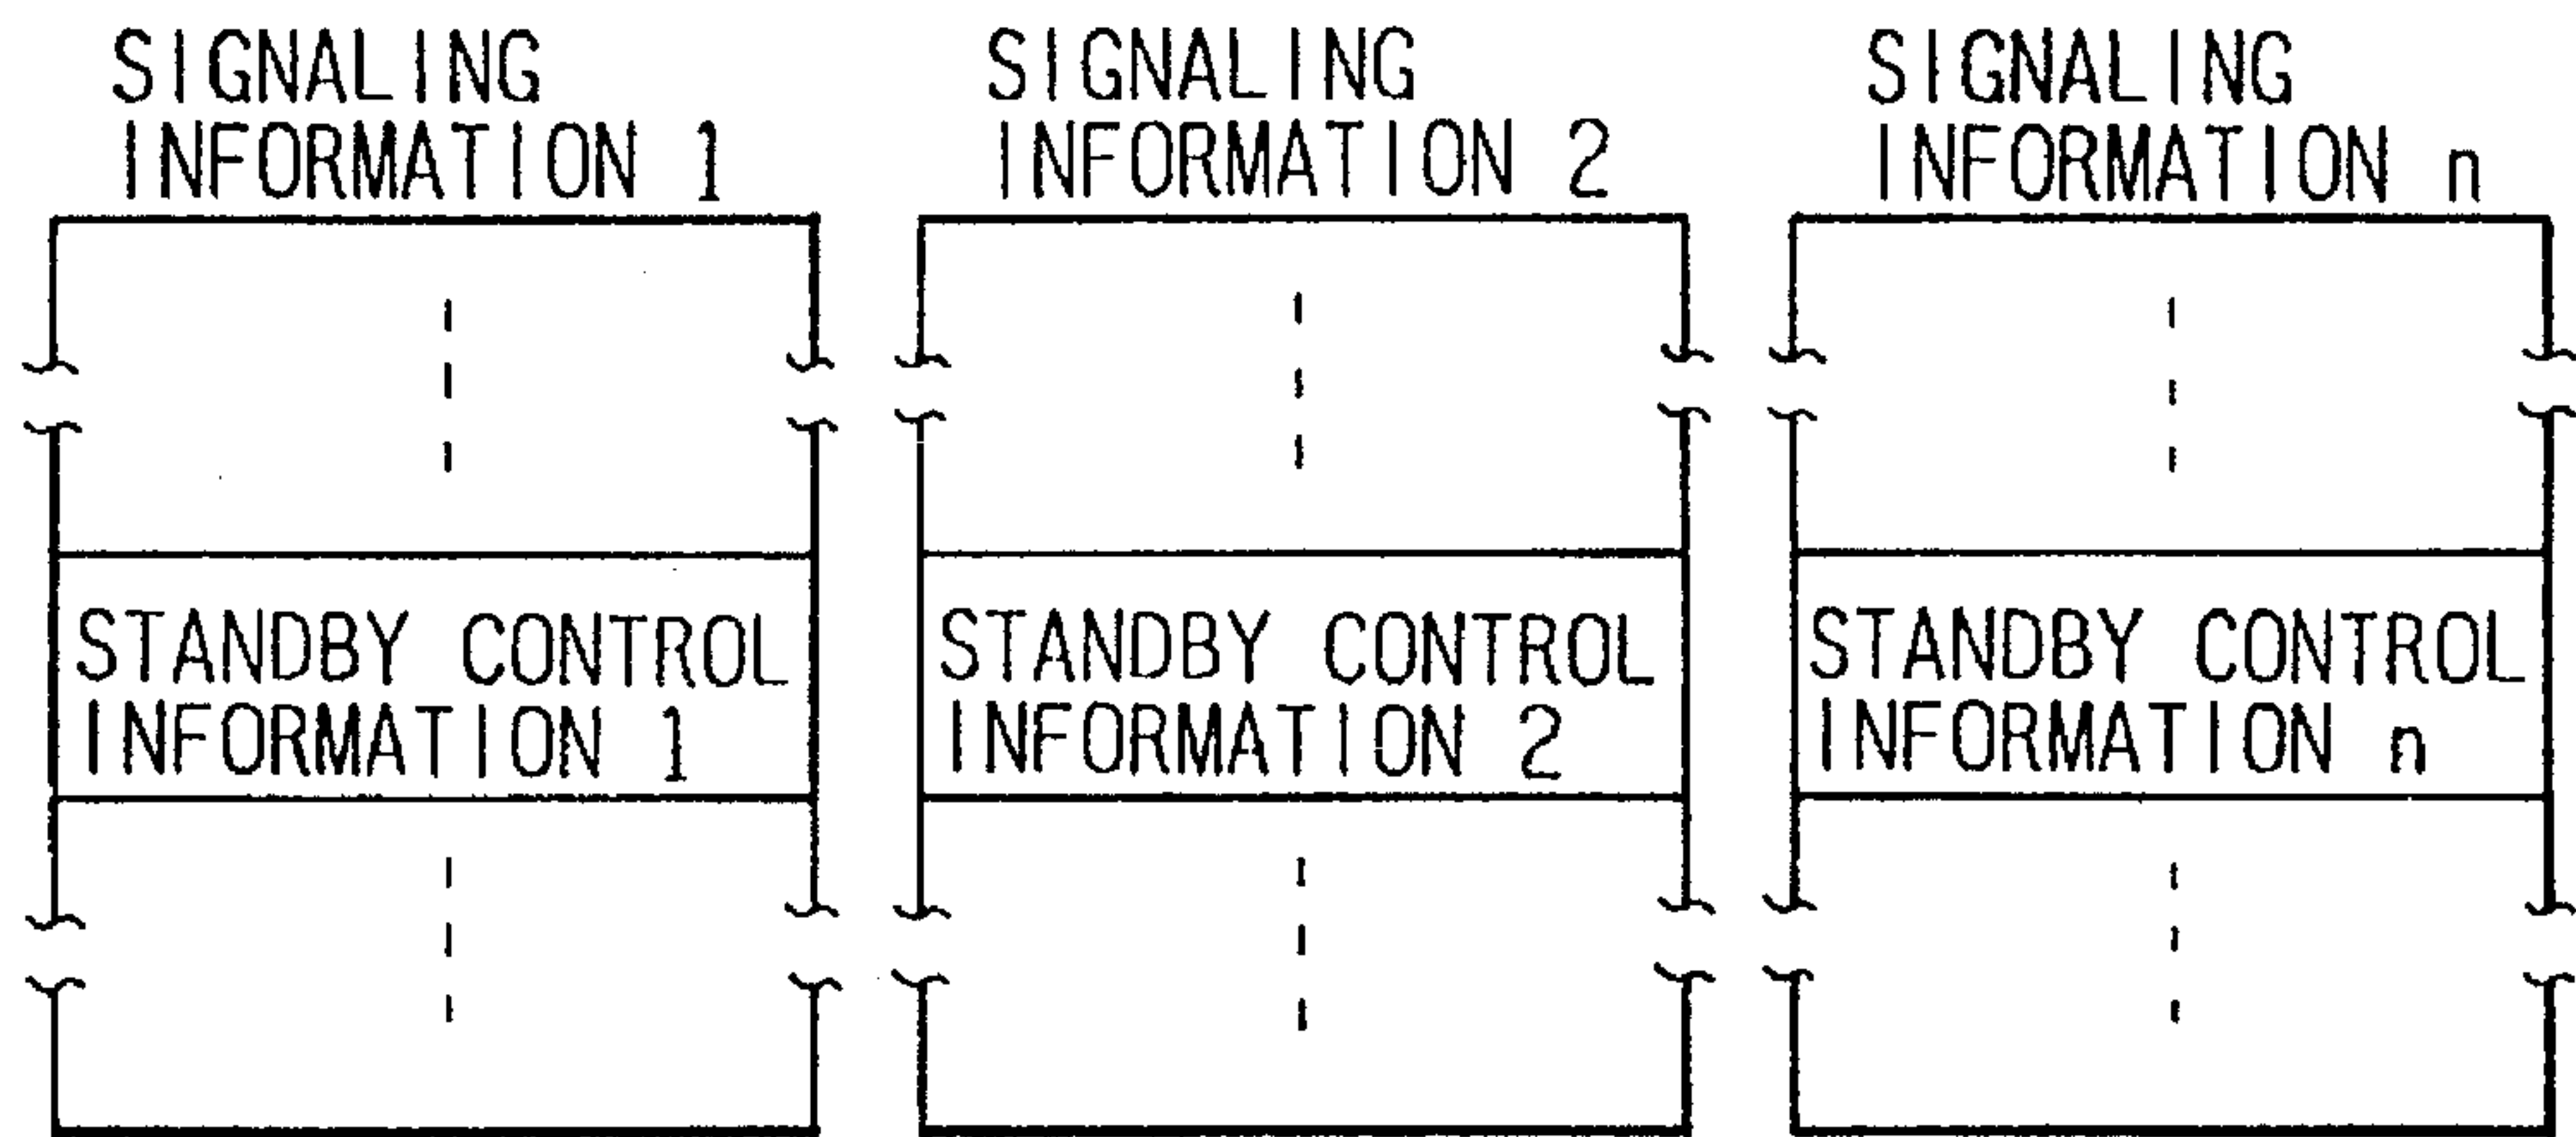 SIGNALING
INFORMATION 1
SIGNALING
INFORMATION 2
SIGNALING
INFORMATION n
STANDBY CONTROL
INFORMATION 1
STANDBY CONTROL
INFORMATION 2
STANDBY CONTROL
INFORMATION n